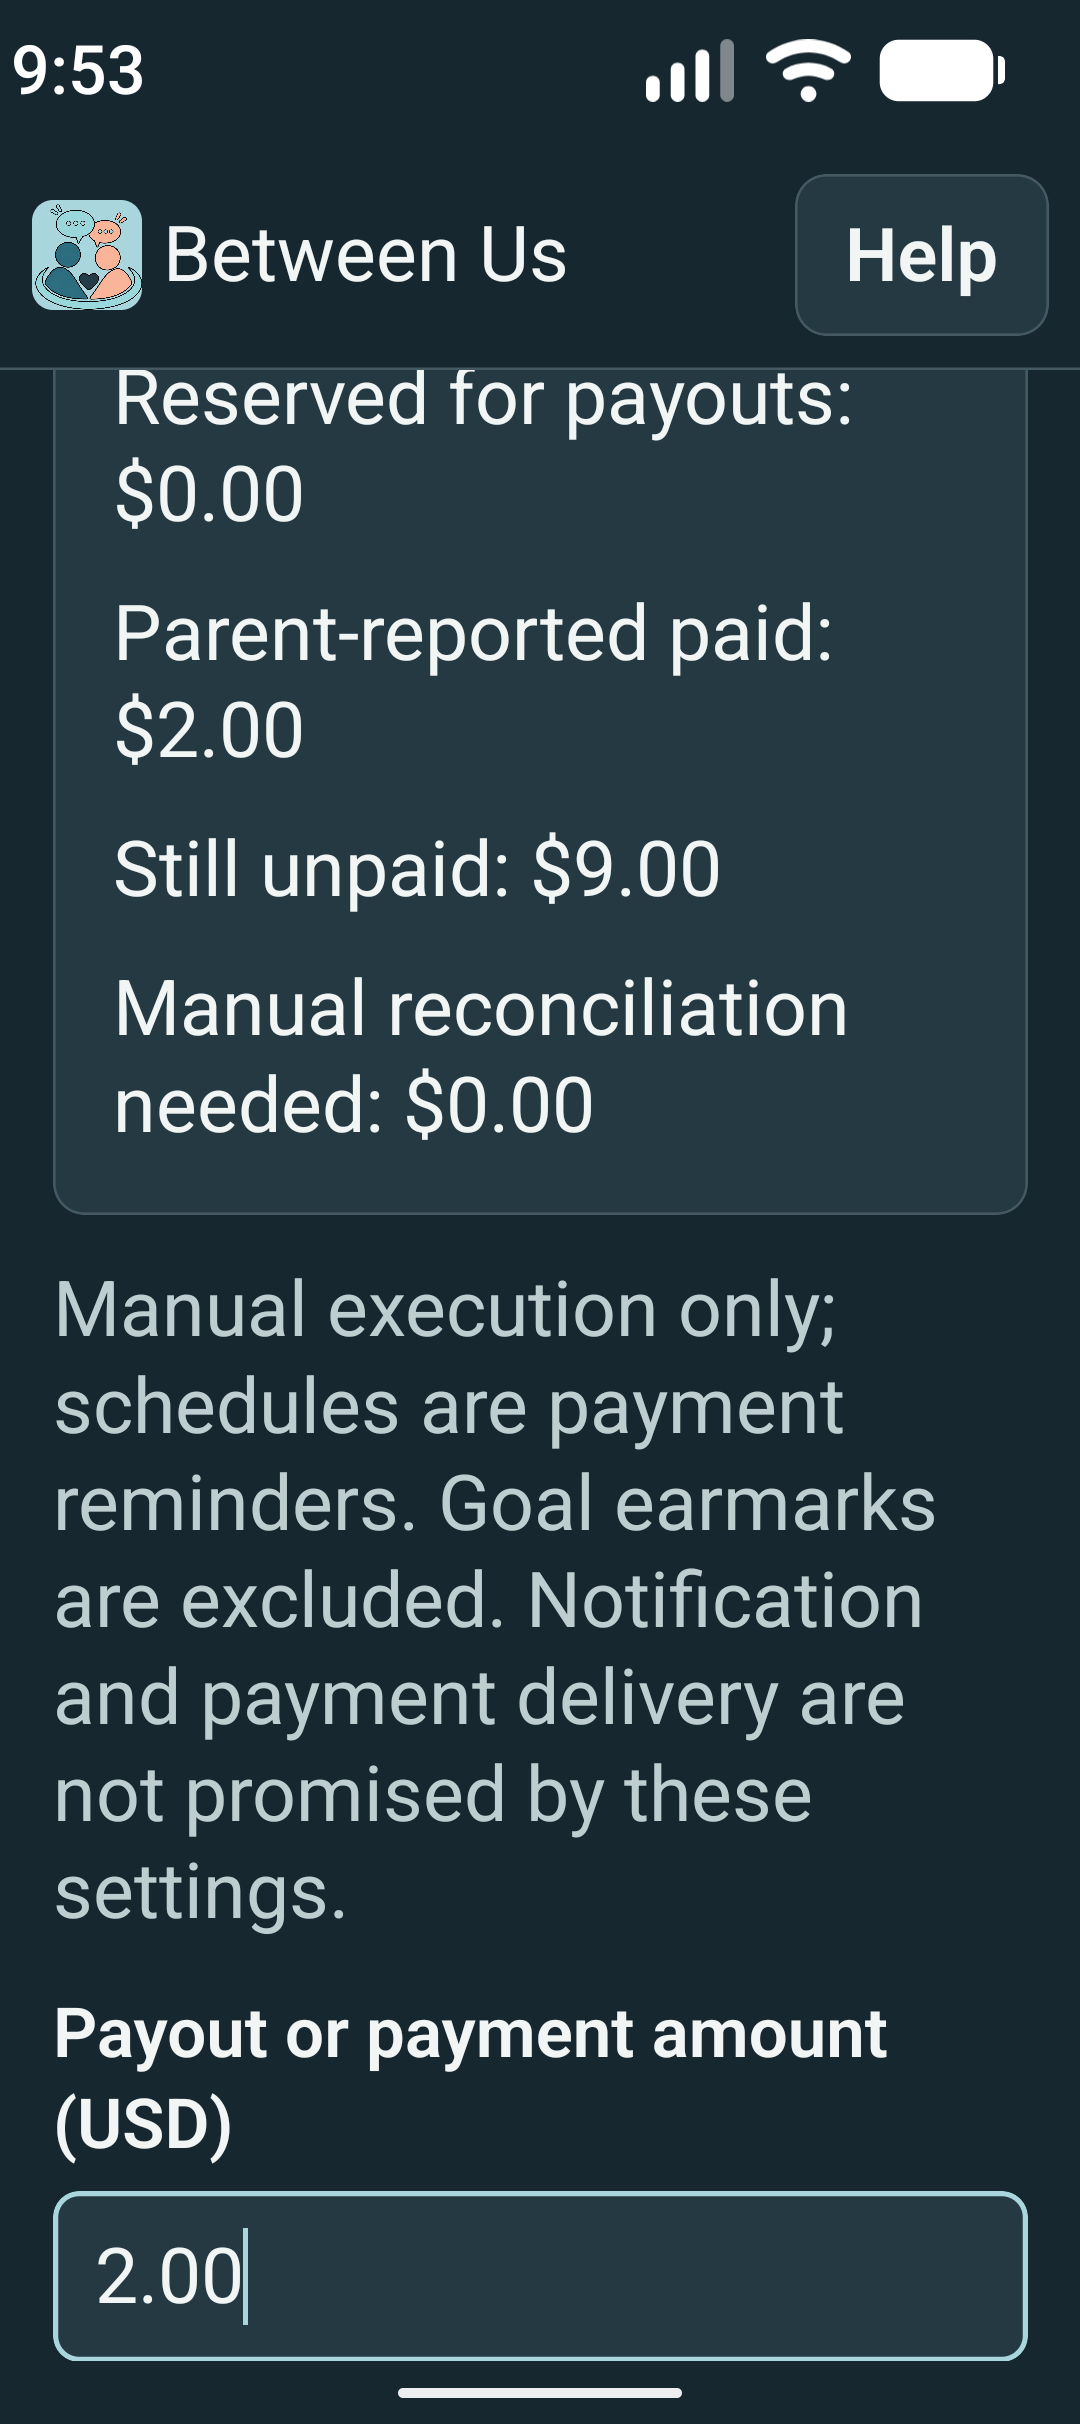 9:53
Between Us
Help
Reserved for payouts:
$0.00
Parent-reported paid:
$2.00
Still unpaid: $9.00
Manual reconciliation
needed: $0.00
Manual execution only;
schedules are payment
reminders. Goal earmarks
are excluded. Notification
and payment delivery are
not promised by these
settings.
Payout or payment amount
(USD)
2.00